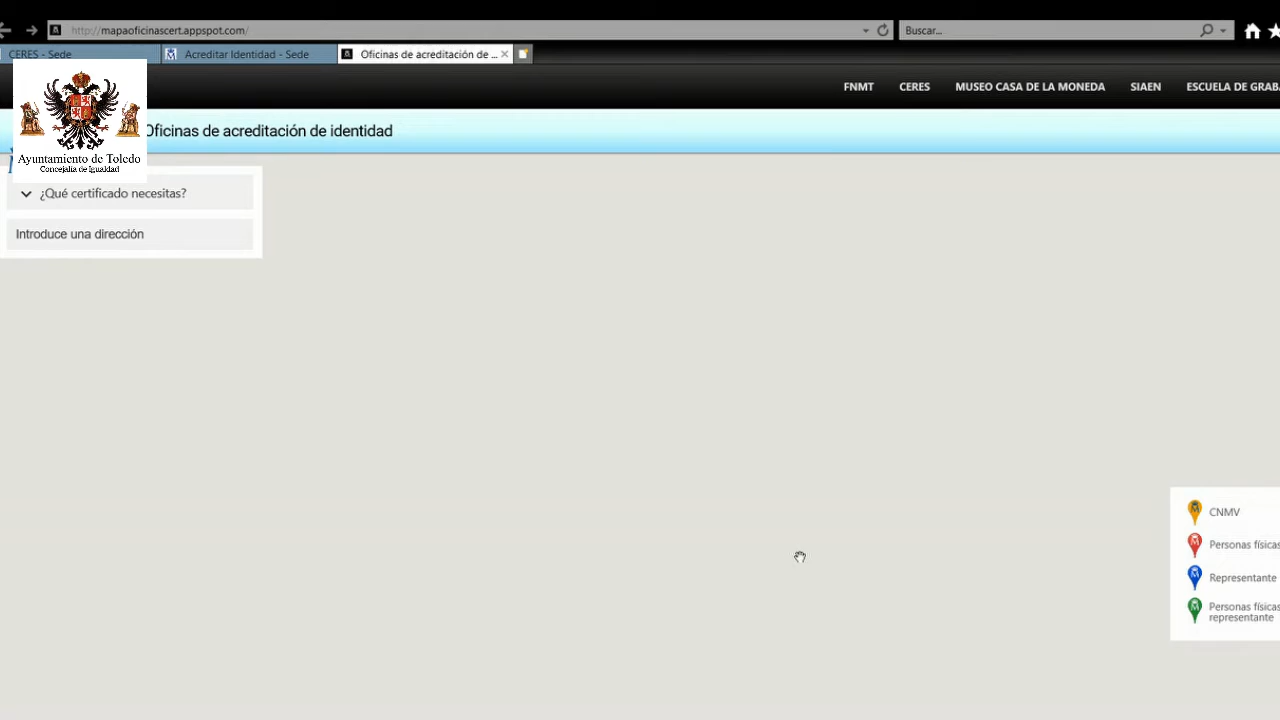 http://mapaoficinascert.appspot.com/
Buscar...
CERES - Sede
Acreditar Identidad - Sede
Oficinas de acreditación de ...
FNMT
CERES
MUSEO CASA DE LA MONEDA
SIAEN
ESCUELA DE GRABA
Ayuntamiento de Toledo
Concejalía de Igualdad
Oficinas de acreditación de identidad
¿Qué certificado necesitas?
Introduce una dirección
CNMV
Personas físicas
Representante
Personas físicas
representante